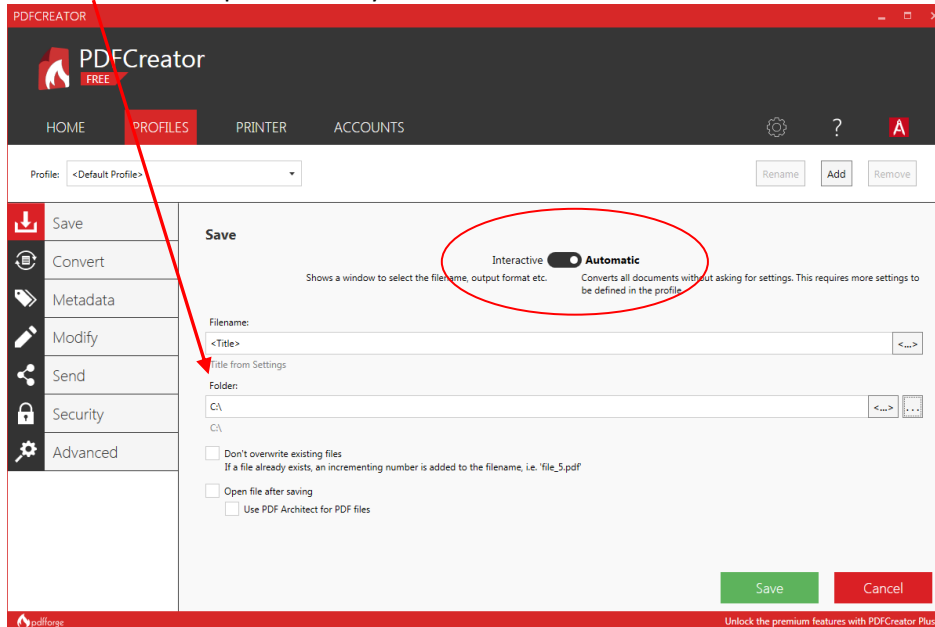 PDFCREATOR
PDFCreator
FREE
HOME PROFILES PRINTER ACCOUNTS ?
Profile: <Default Profile> Rename Add Remove
Save
Convert
Metadata
Modify
Send
Security
Advanced
Save
Interactive Automatic
Shows a window to select the filename, output format etc. Converts all documents without asking for settings. This requires more settings to
be defined in the profile.
Filename:
<Title> <...>
Title from Settings
Folder:
C:\ <...> ...
C:\
Don't overwrite existing files
If a file already exists, an incrementing number is added to the filename, i.e. 'file_5.pdf'
Open file after saving
Use PDF Architect for PDF files
Save Cancel
pdfforge Unlock the premium features with PDFCreator Plus